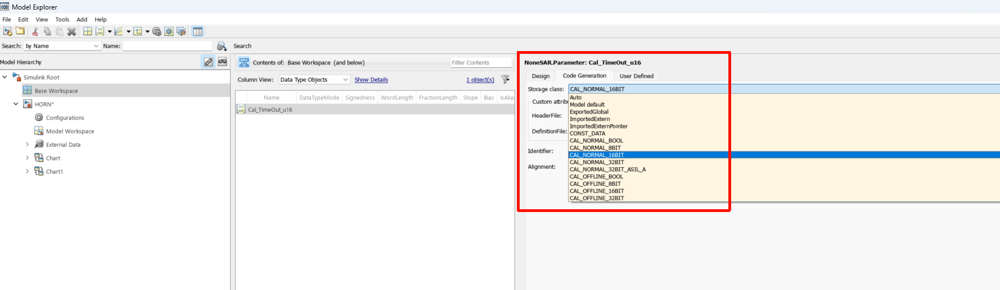 Model Explorer
File Edit View Tools Add Help
Search: by Name Name: Search
Model Hierarchy
Simulink Root
Base Workspace
HORN*
Configurations
Model Workspace
External Data
Chart
Chart1
Contents of: Base Workspace (and below) Filter Contents
Column View: Data Type Objects Show Details 1 object(s)
Name DataTypeMode Signedness WordLength FractionLength Slope Bias IsAlias
Cal_TimeOut_u16
NoneSAR.Parameter: Cal_TimeOut_u16
Design Code Generation User Defined
Storage class: CAL_NORMAL_16BIT
Custom attrib
HeaderFile:
DefinitionFile:
Identifier:
Alignment:
Auto
Model default
ExportedGlobal
ImportedExtern
ImportedExternPointer
CONST_DATA
CAL_NORMAL_BOOL
CAL_NORMAL_8BIT
CAL_NORMAL_16BIT
CAL_NORMAL_32BIT
CAL_NORMAL_32BIT_ASIL_A
CAL_OFFLINE_BOOL
CAL_OFFLINE_8BIT
CAL_OFFLINE_16BIT
CAL_OFFLINE_32BIT